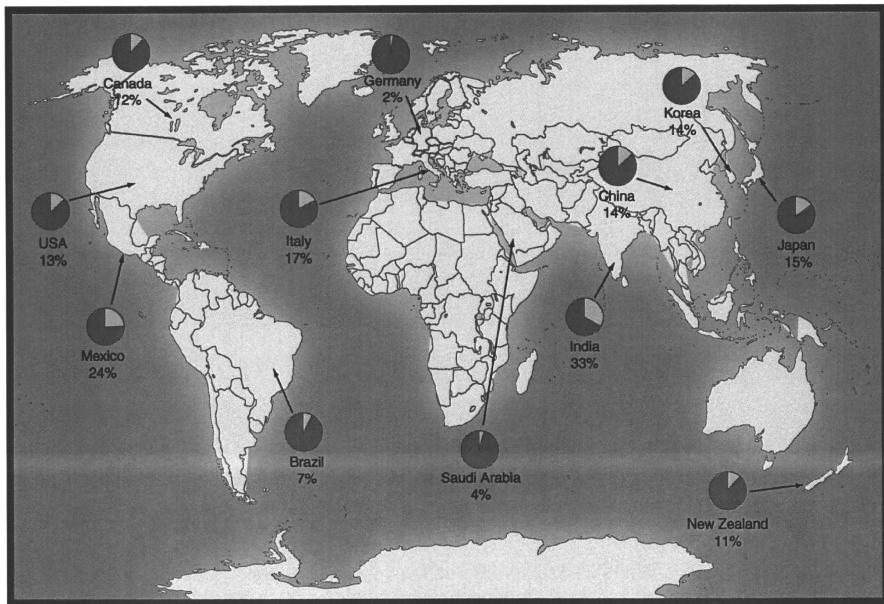 Canada
12%
Germany
2%
Korea
14%
China
14%
USA
13%
Italy
17%
Japan
15%
Mexico
24%
India
33%
Brazil
7%
Saudi Arabia
4%
New Zealand
11%